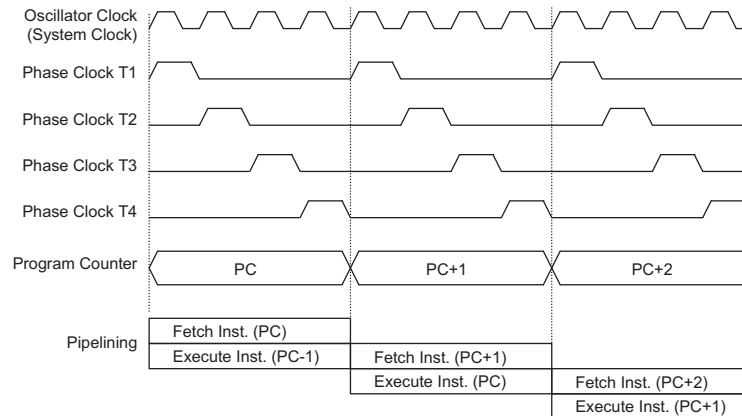 Oscillator Clock
(System Clock)
Phase Clock T1
Phase Clock T2
Phase Clock T3
Phase Clock T4
Program Counter
PC
PC+1
PC+2
Pipelining
Fetch Inst. (PC)
Execute Inst. (PC-1)
Fetch Inst. (PC+1)
Execute Inst. (PC)
Fetch Inst. (PC+2)
Execute Inst. (PC+1)